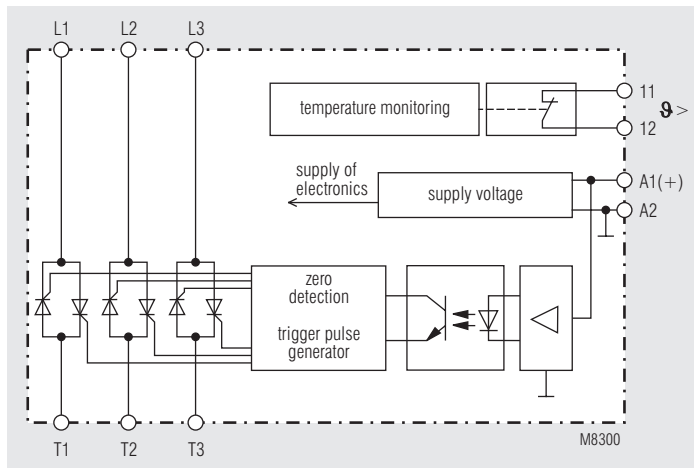 L1
L2
L3
temperature monitoring
11
ϑ >
12
supply of
electronics
supply voltage
A1(+)
A2
zero
detection
trigger pulse
generator
T1
T2
T3
M8300